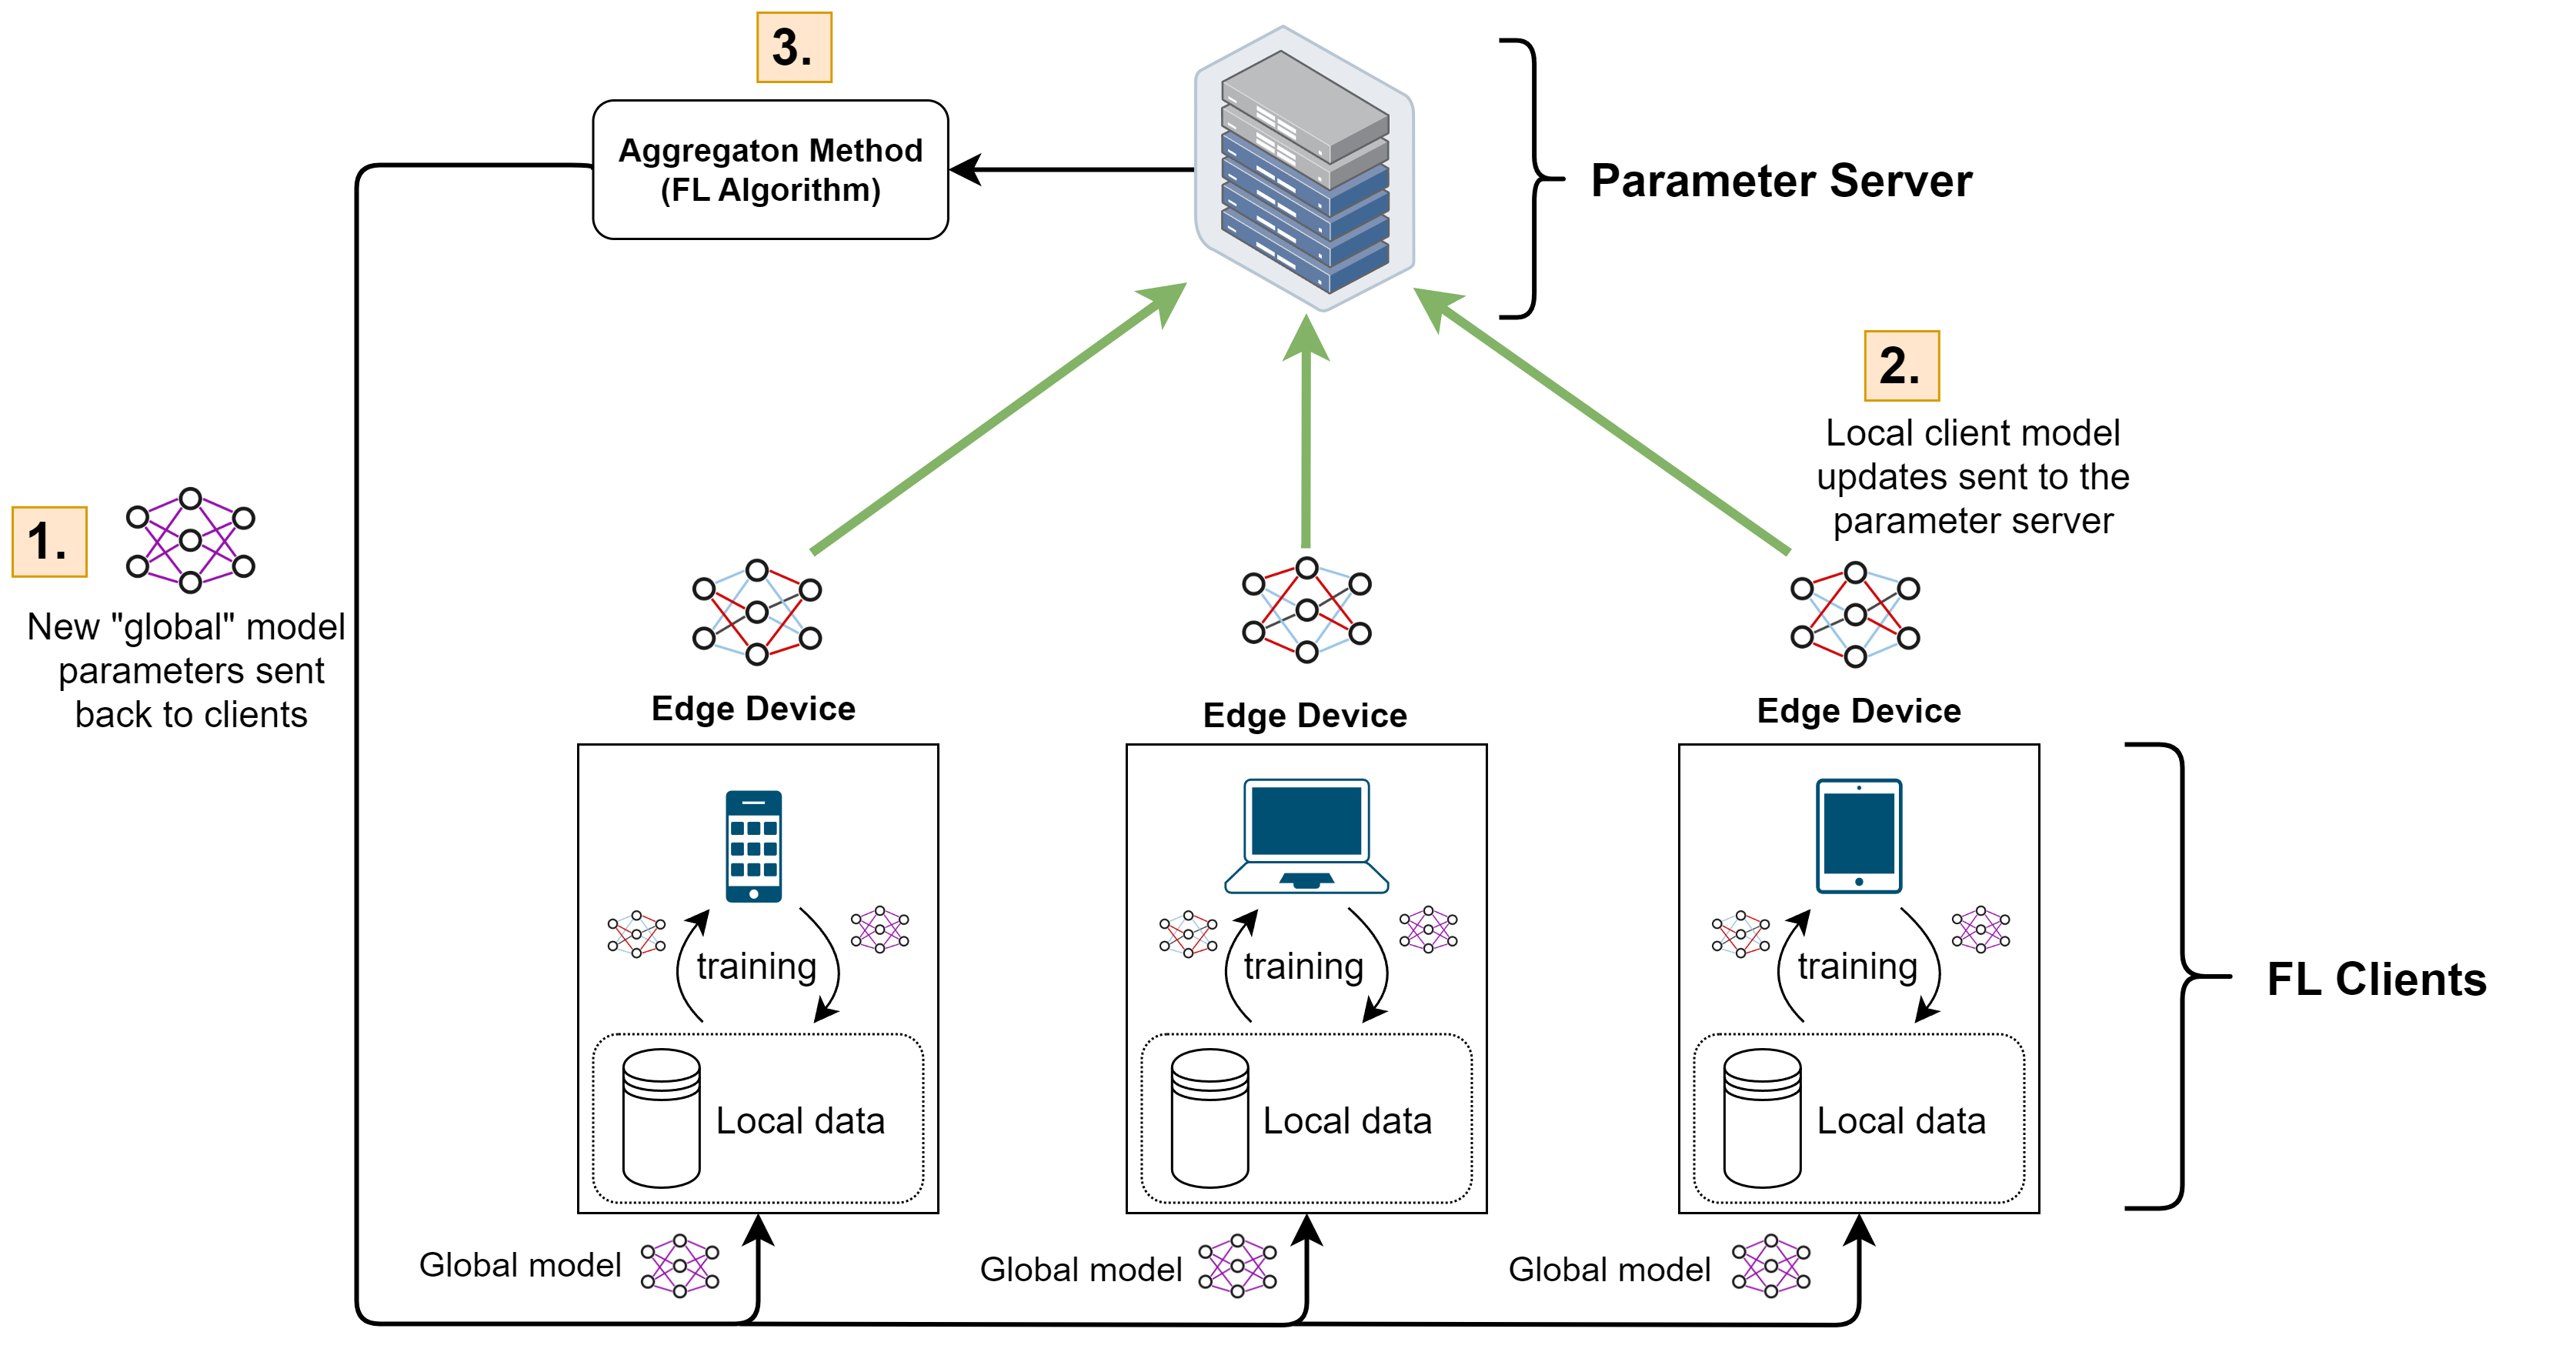 3.
Aggregaton Method
(FL Algorithm)
Parameter Server
2.
Local client model
updates sent to the
parameter server
1.
New "global" model
parameters sent
back to clients
Edge Device
Edge Device
Edge Device
training
training
training
FL Clients
Local data
Local data
Local data
Global model
Global model
Global model